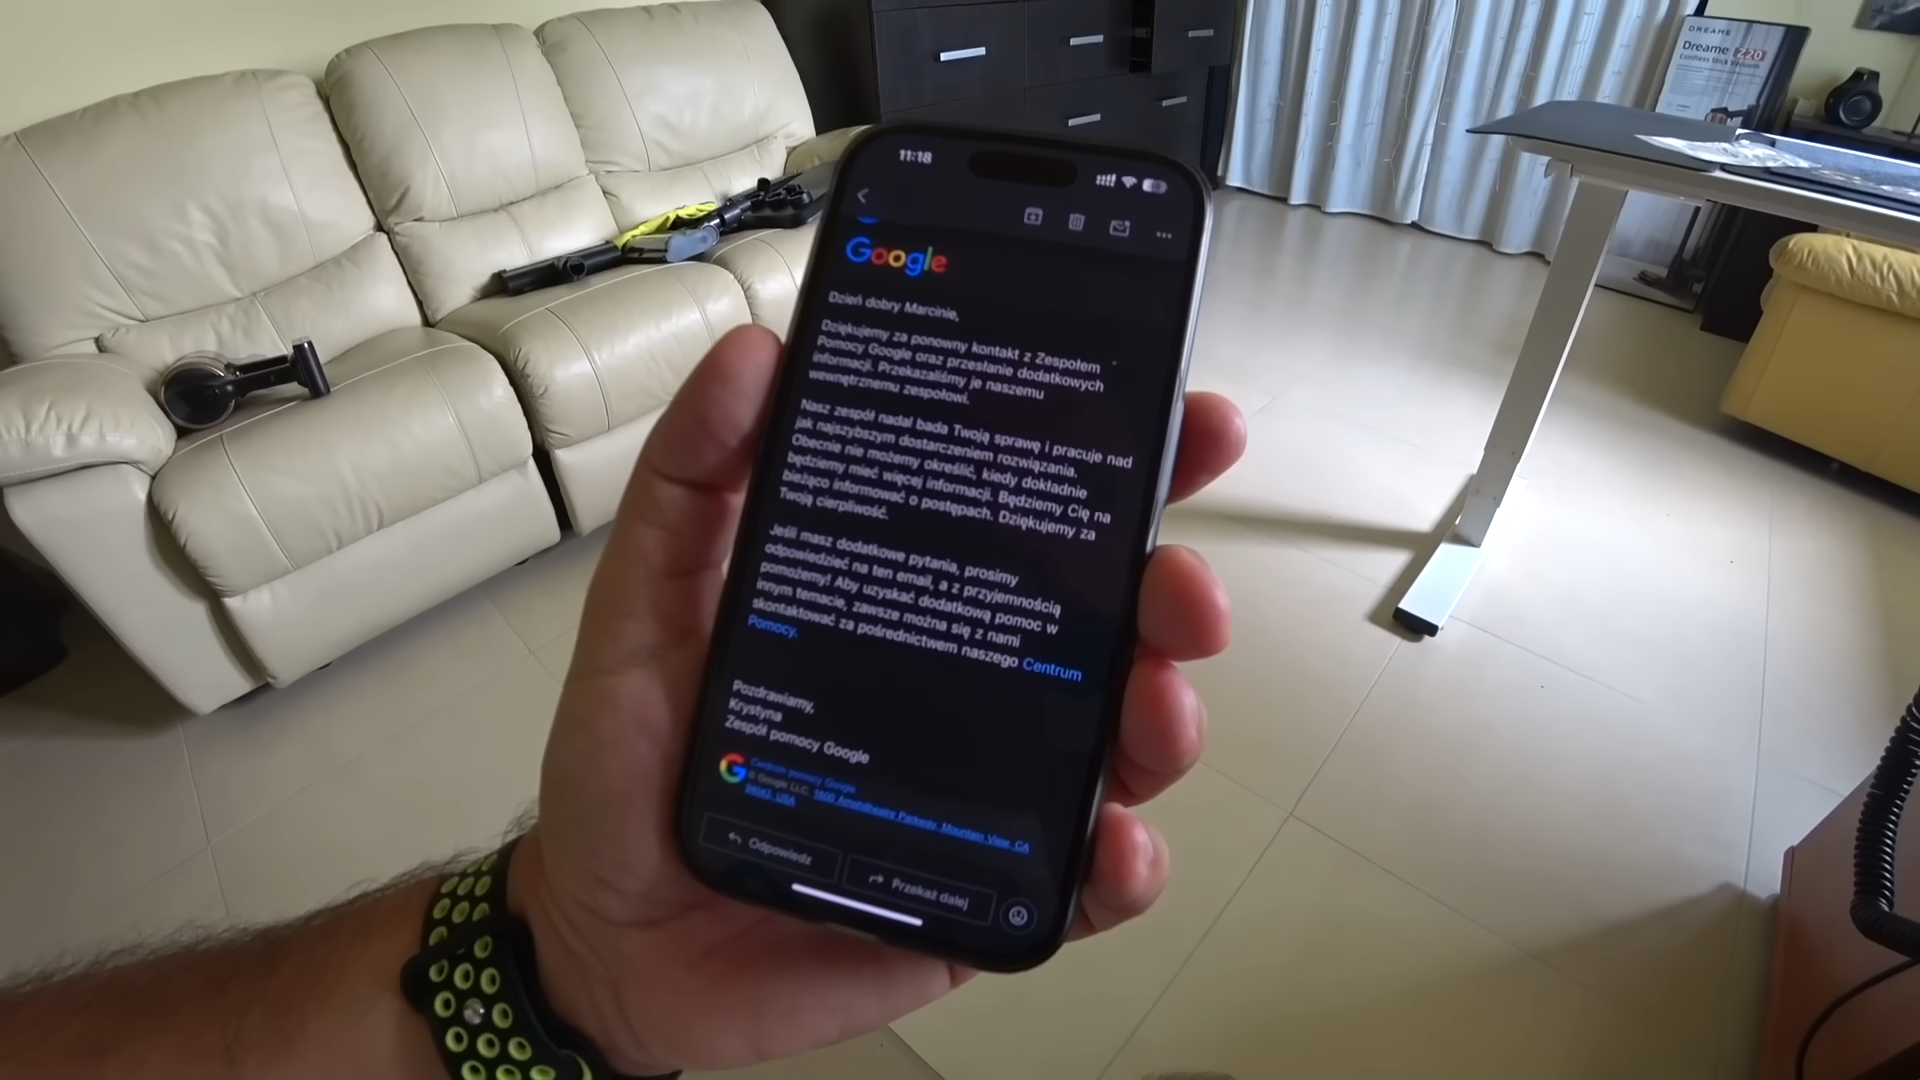 11:18
Google
Dzień dobry Marcinie,
Dziękujemy za ponowny kontakt z Zespołem
Pomocy Google oraz przesłanie dodatkowych
informacji. Przekazaliśmy je naszemu
wewnętrznemu zespołowi.
Nasz zespół nadal bada Twoją sprawę i pracuje nad
jak najszybszym dostarczeniem rozwiązania.
Obecnie nie możemy określić, kiedy dokładnie
będziemy mieć więcej informacji. Będziemy Cię na
bieżąco informować o postępach. Dziękujemy za
Twoją cierpliwość.
Jeśli masz dodatkowe pytania, prosimy
odpowiedzieć na ten email, a z przyjemnością
pomożemy! Aby uzyskać dodatkową pomoc w
innym temacie, zawsze można się z nami
skontaktować za pośrednictwem naszego Centrum
Pomocy.
Pozdrawiamy,
Krystyna
Zespół pomocy Google
Centrum pomocy Google
© Google LLC. 1600 Amphitheatre Parkway, Mountain View, CA
94043, USA
Odpowiedz
Przekaż dalej
DREAME
Dreame Z20
Cordless Stick Vacuum